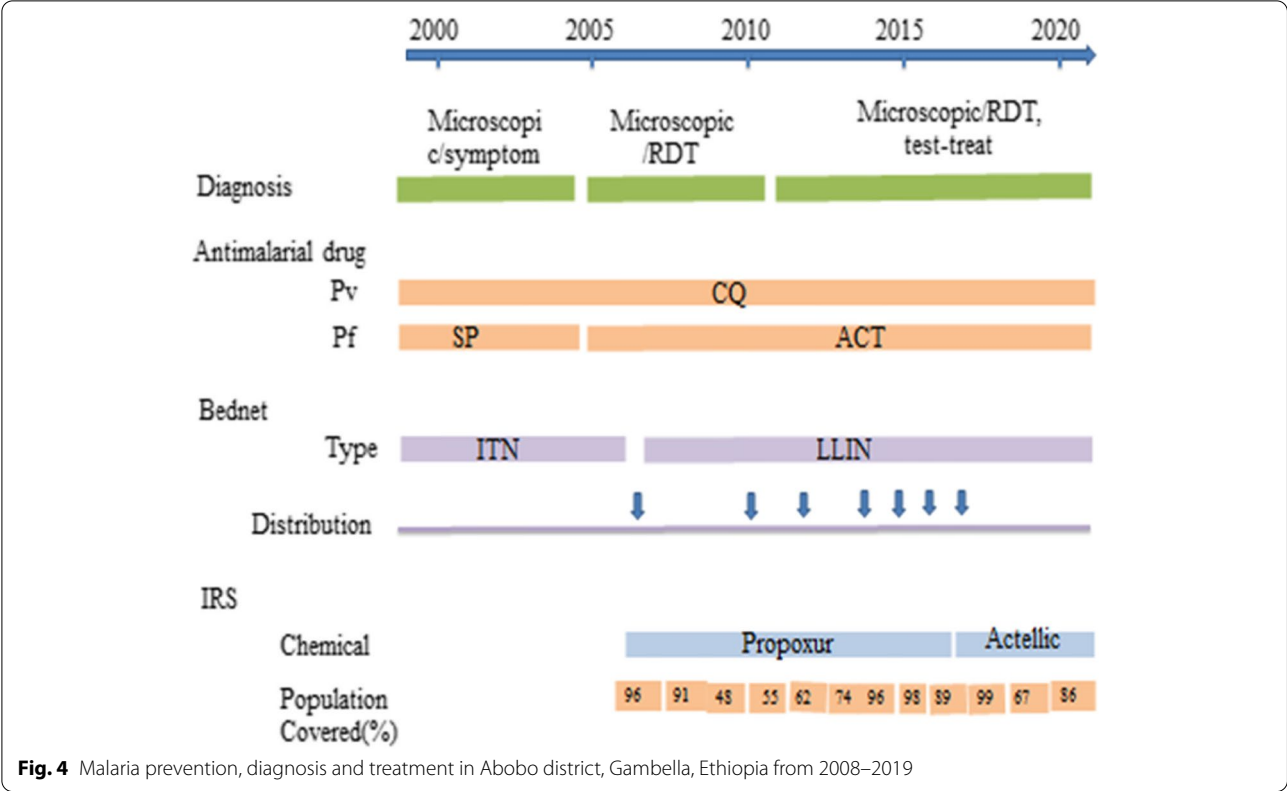 2000 2005 2010 2015 2020
Microscopi
c/symptom
Microscopic
/RDT
Microscopic/RDT,
test-treat
Diagnosis
Antimalarial drug
Pv CQ
Pf SP ACT
Bednet
Type ITN LLIN
Distribution
IRS
Chemical Propoxur Actellic
Population
Covered(%)
96 91 48 55 62 74 96 98 89 99 67 86
Fig. 4 Malaria prevention, diagnosis and treatment in Abobo district, Gambella, Ethiopia from 2008–2019